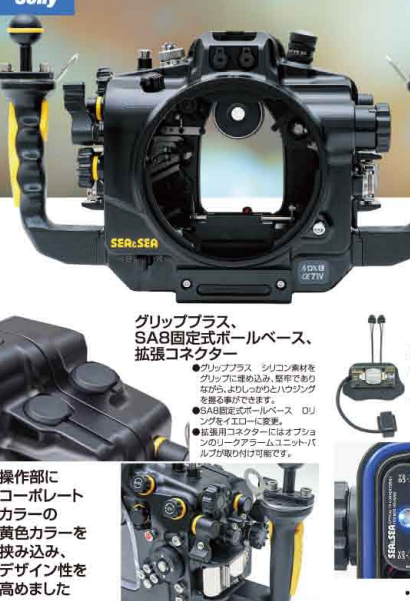 Sony
SEA&SEA
MDXⅡ
α7Ⅳ
グリッププラス、
SA8固定式ボールベース、
拡張コネクター
●グリッププラス シリコン素材を
グリップに埋め込み、堅牢であり
ながら、よりしっかりとハウジング
を握る事ができます。
●SA8固定式ボールベース Oリ
ングをイエローに変更。
●拡張用コネクターにはオプショ
ンのリークアラームユニット・バ
ルブが取り付け可能です。
操作部に
コーポレート
カラーの
黄色カラーを
挟み込み、
デザイン性を
高めました
SEA&SEA